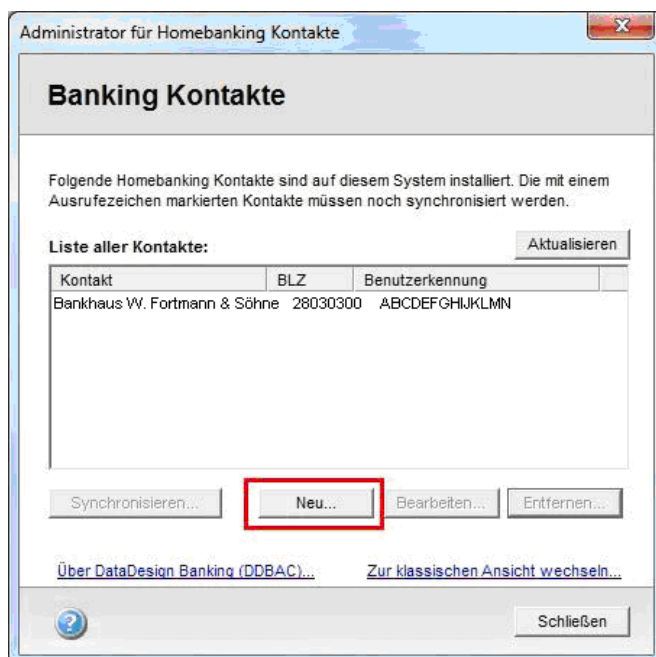 Administrator für Homebanking Kontakte
Banking Kontakte
Folgende Homebanking Kontakte sind auf diesem System installiert. Die mit einem
Ausrufezeichen markierten Kontakte müssen noch synchronisiert werden.
Liste aller Kontakte: Aktualisieren
Kontakt BLZ Benutzerkennung
Bankhaus W. Fortmann & Söhne 28030300 ABCDEFGHIJKLMN
Synchronisieren... Neu... Bearbeiten... Entfernen...
Über DataDesign Banking (DDBAC)... Zur klassischen Ansicht wechseln...
? Schließen